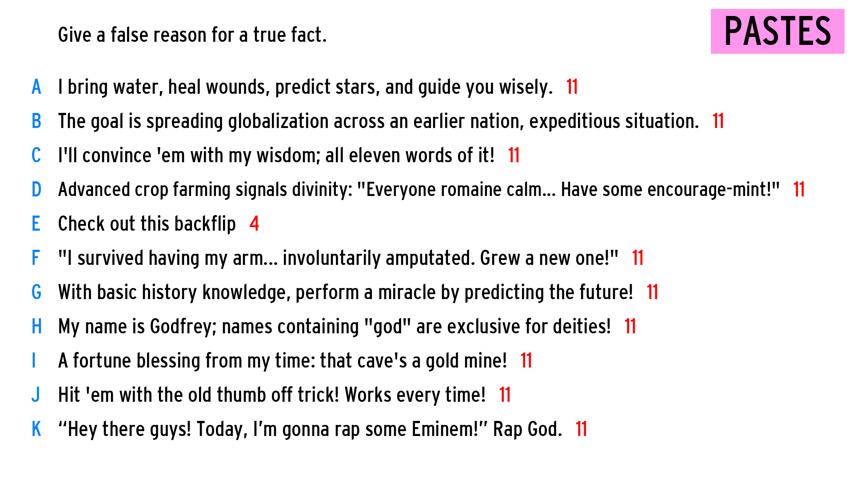 Give a false reason for a true fact.
PASTES
A I bring water, heal wounds, predict stars, and guide you wisely. 11
B The goal is spreading globalization across an earlier nation, expeditious situation. 11
C I'll convince 'em with my wisdom; all eleven words of it! 11
D Advanced crop farming signals divinity: "Everyone romaine calm... Have some encourage-mint!" 11
E Check out this backflip 4
F "I survived having my arm... involuntarily amputated. Grew a new one!" 11
G With basic history knowledge, perform a miracle by predicting the future! 11
H My name is Godfrey; names containing "god" are exclusive for deities! 11
I A fortune blessing from my time: that cave's a gold mine! 11
J Hit 'em with the old thumb off trick! Works every time! 11
K “Hey there guys! Today, I’m gonna rap some Eminem!” Rap God. 11